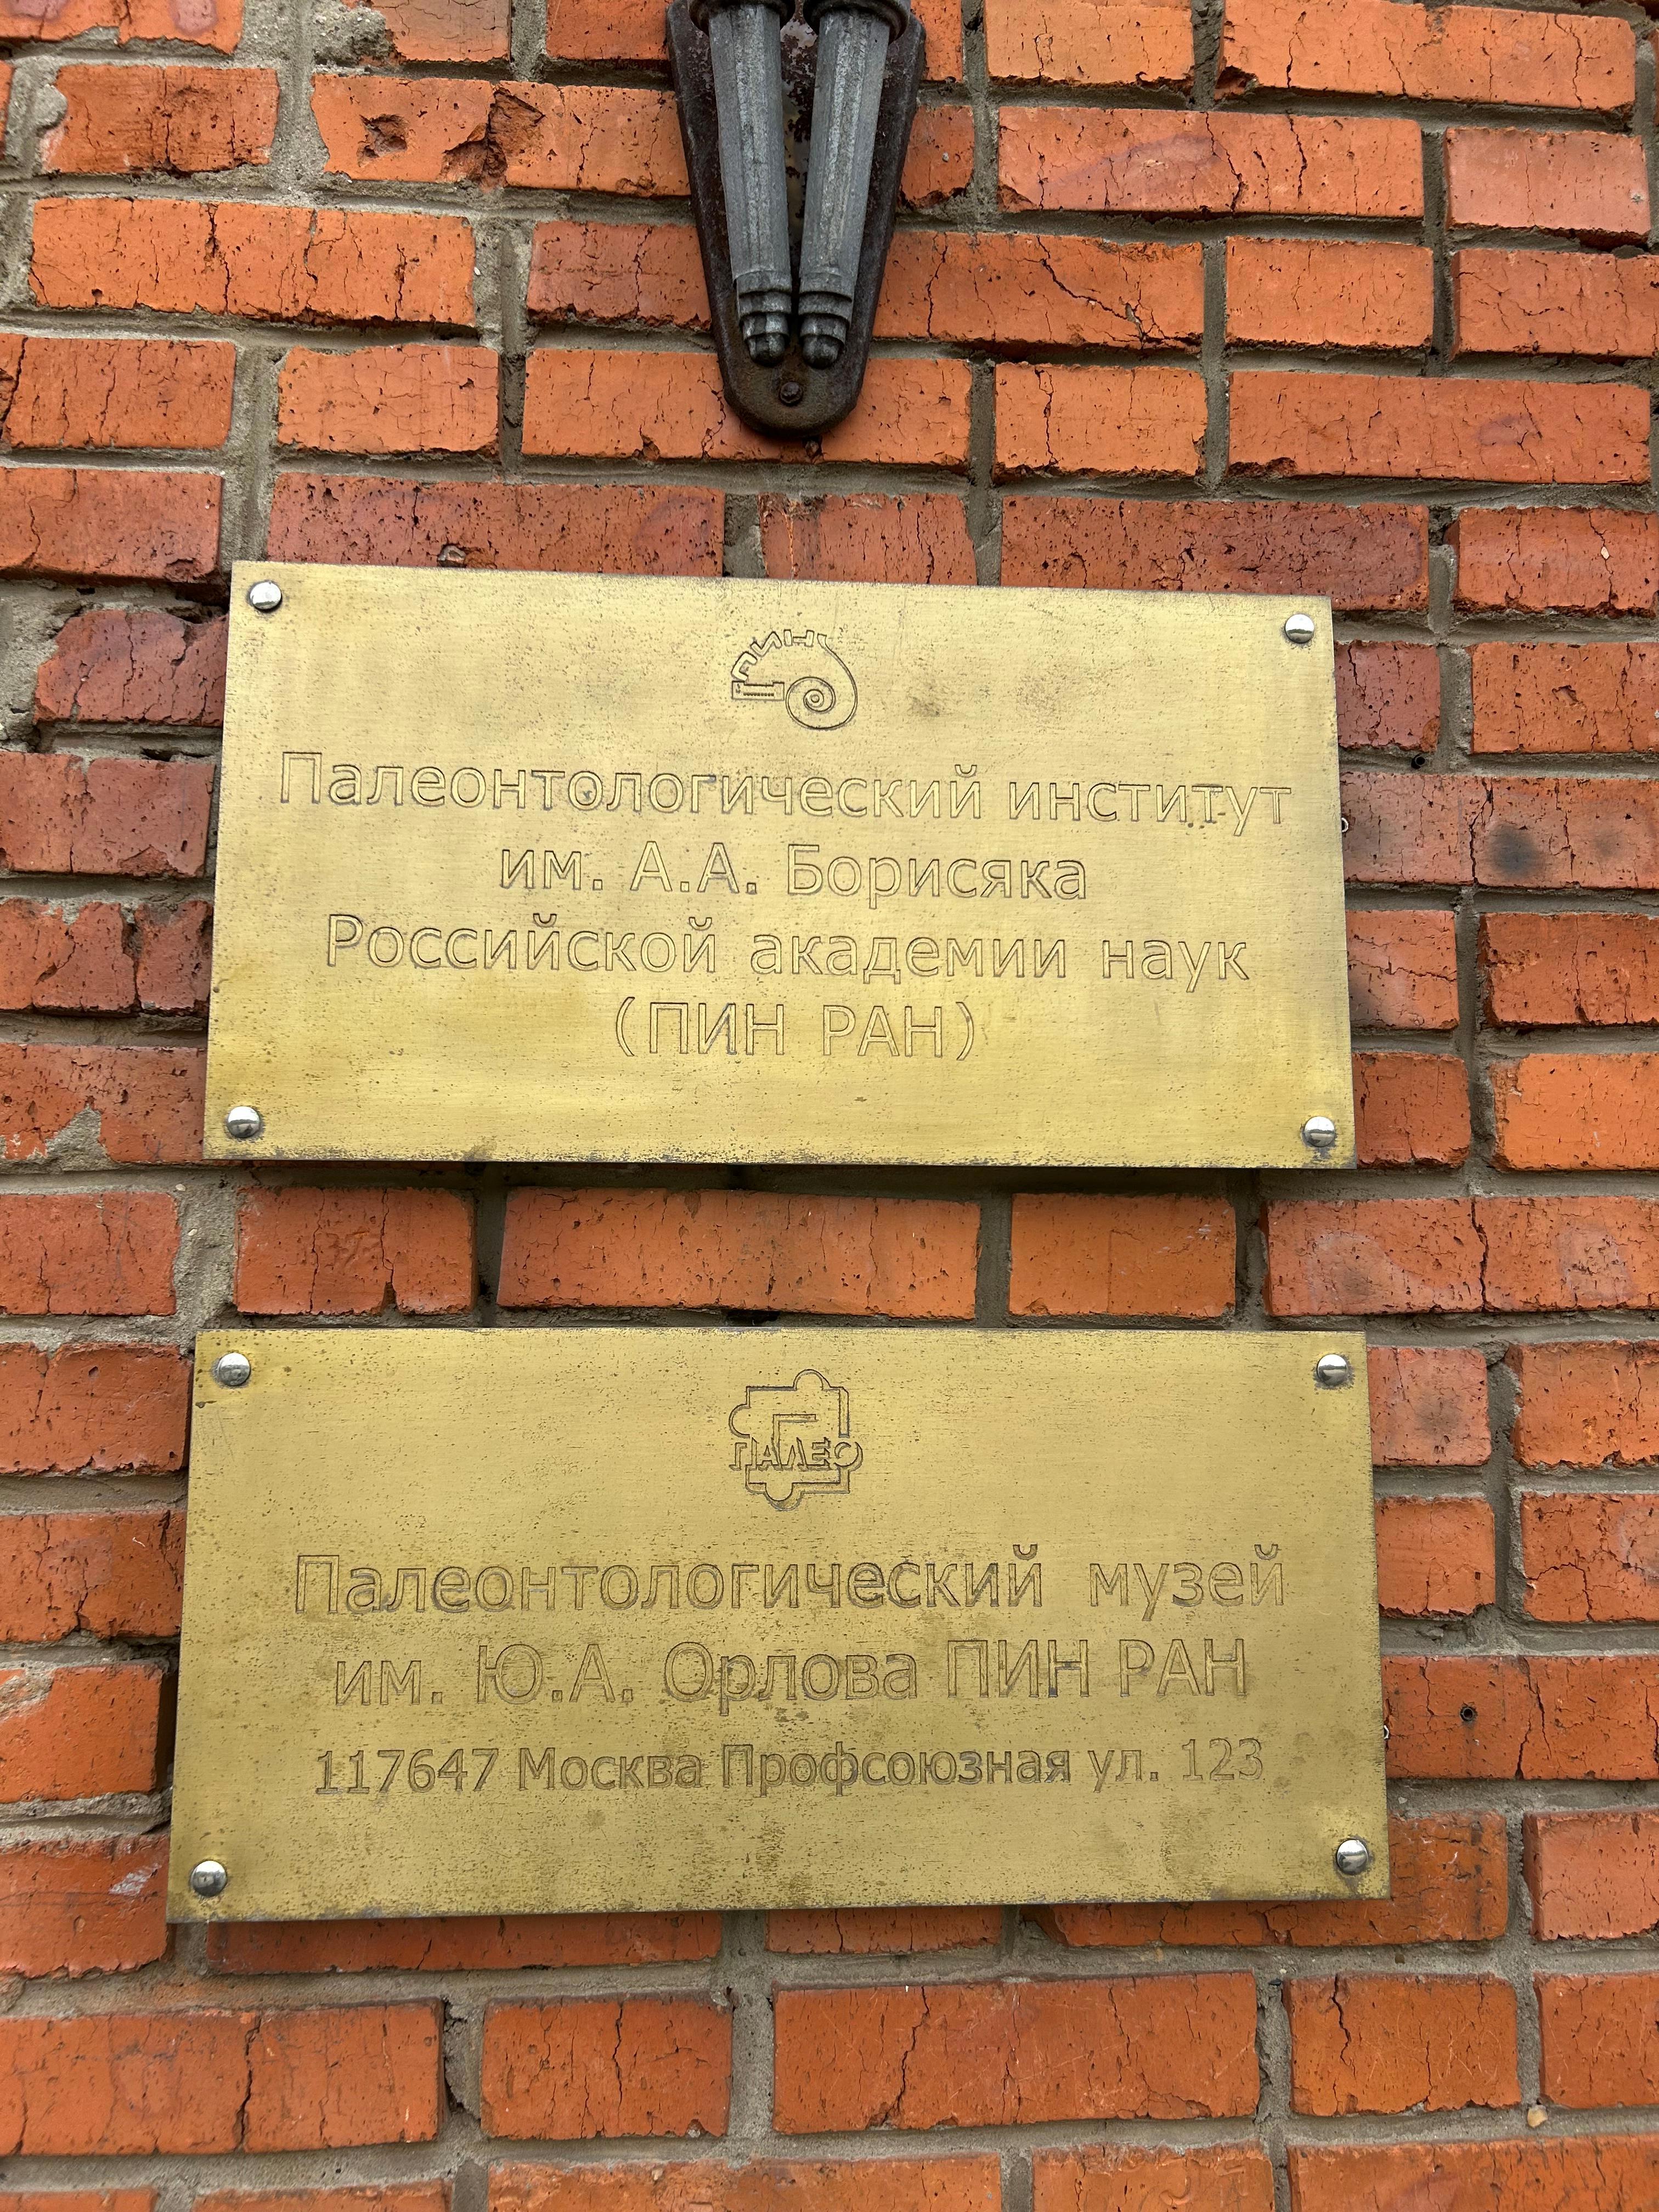 ПИН
Палеонтологический институт
им. А.А. Борисяка
Российской академии наук
(ПИН РАН)
ПАЛЕО
Палеонтологический музей
им. Ю.А. Орлова ПИН РАН
117647 Москва Профсоюзная ул. 123